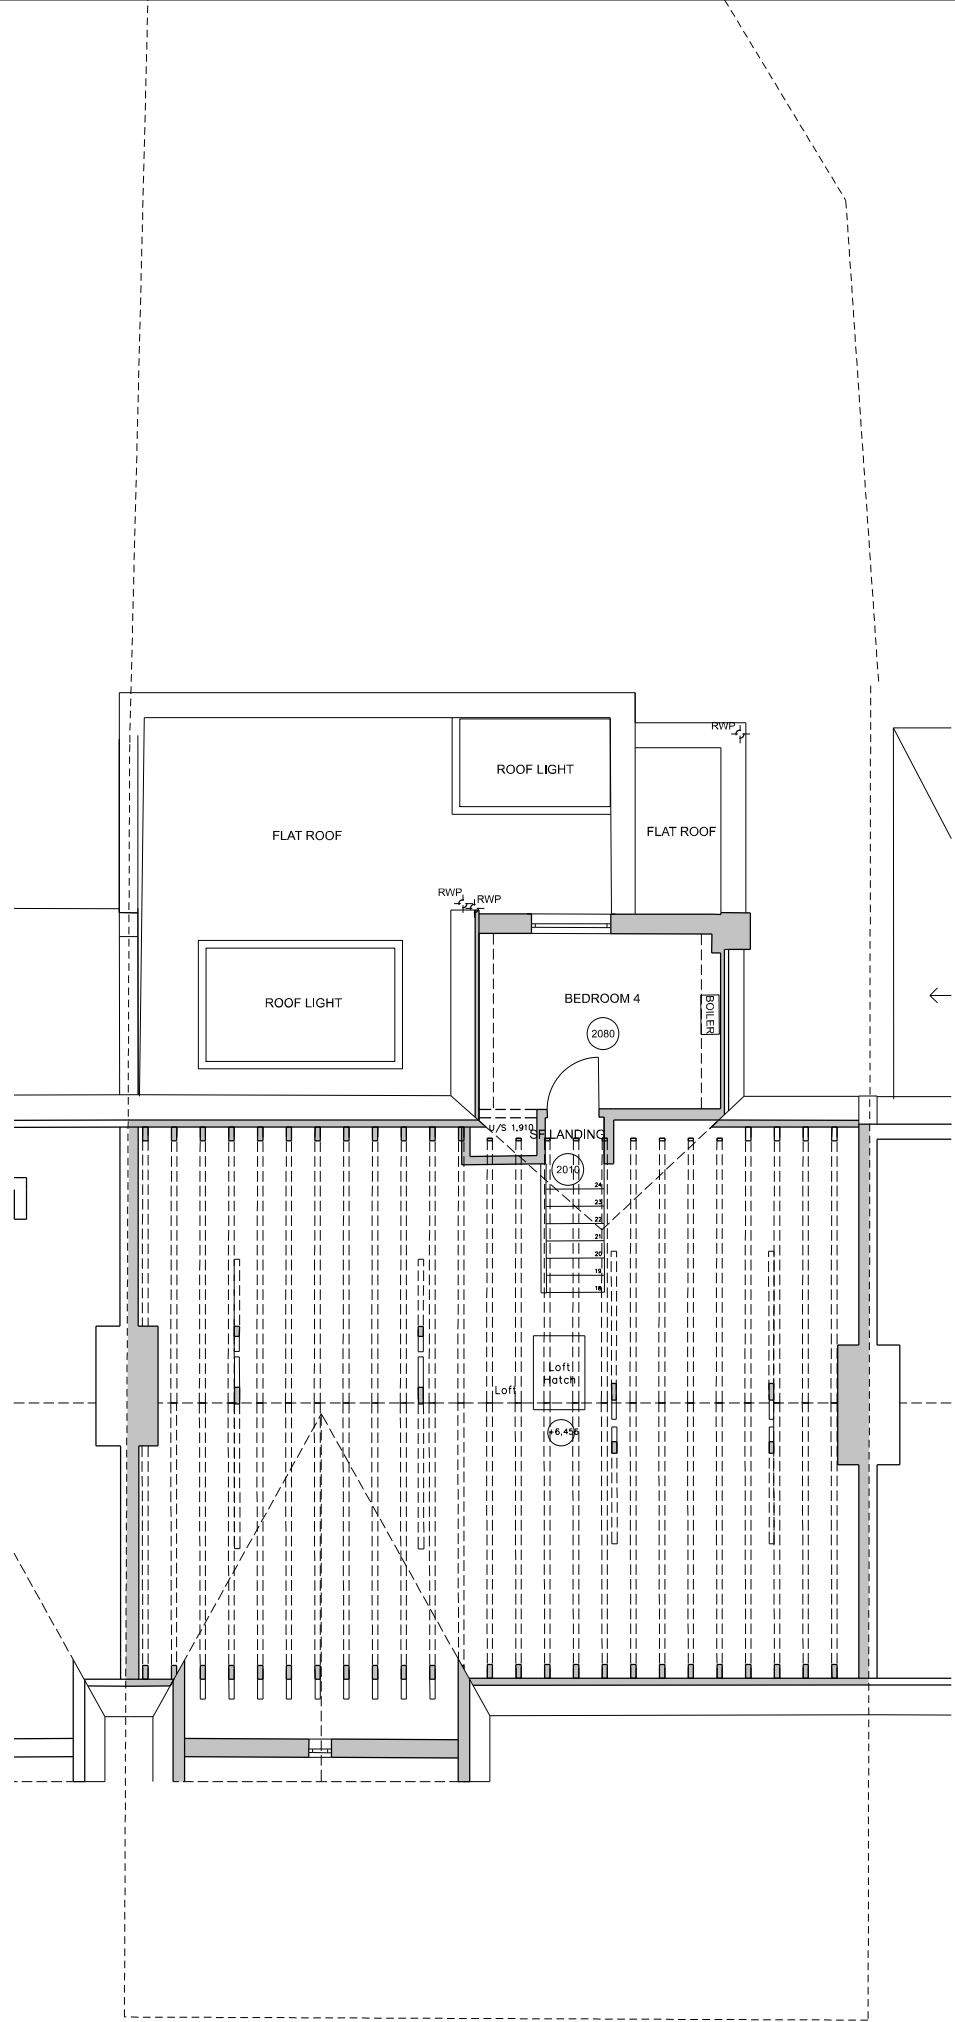 RWP
ROOF LIGHT
FLAT ROOF
FLAT ROOF
RWP
RWP
ROOF LIGHT
BEDROOM 4
BOILER
2080
U/S 1,910
SF LANDING
2010
24
23
22
21
20
19
18
Loft
Hatch
Loft
+6,456